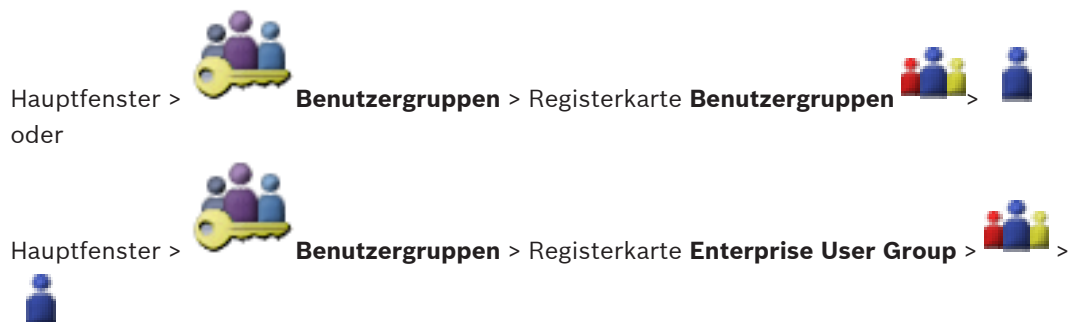 Hauptfenster > Benutzergruppen > Registerkarte Benutzergruppen >
oder
Hauptfenster > Benutzergruppen > Registerkarte Enterprise User Group > >